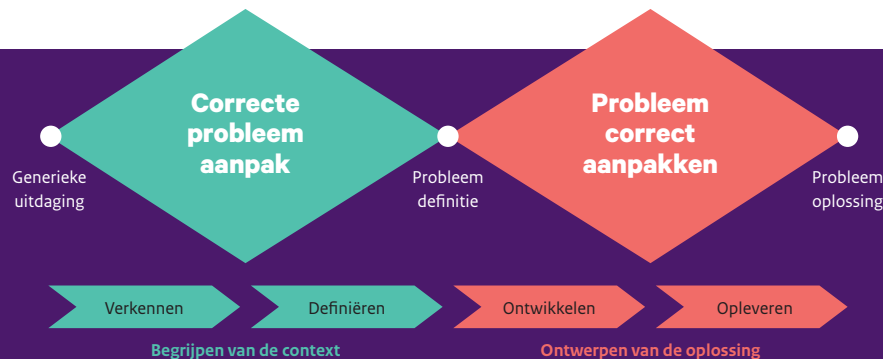 Correcte
probleem
aanpak
Probleem
correct
aanpakken
Generieke
uitdaging
Probleem
definitie
Probleem
oplossing
Verkennen
Definiëren
Ontwikkelen
Opleveren
Begrijpen van de context
Ontwerpen van de oplossing